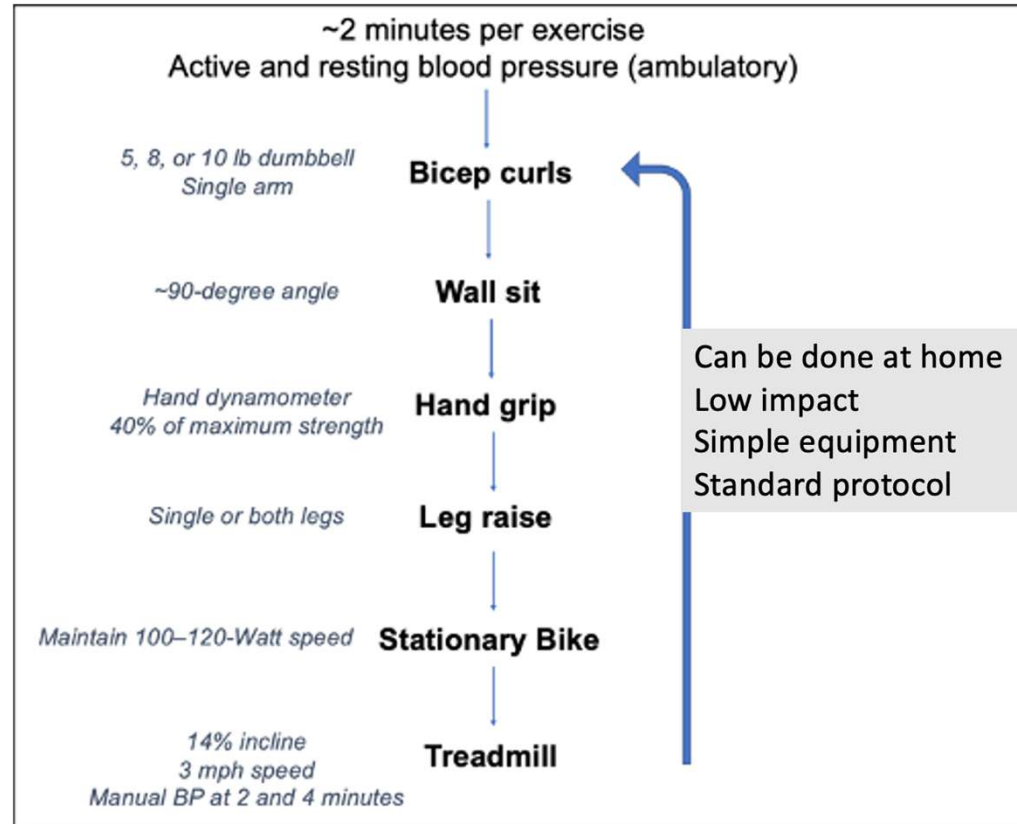 ~2 minutes per exercise
Active and resting blood pressure (ambulatory)
5, 8, or 10 lb dumbbell
Single arm
Bicep curls
~90-degree angle
Wall sit
Hand dynamometer
40% of maximum strength
Hand grip
Single or both legs
Leg raise
Maintain 100–120-Watt speed
Stationary Bike
14% incline
3 mph speed
Manual BP at 2 and 4 minutes
Treadmill
Can be done at home
Low impact
Simple equipment
Standard protocol